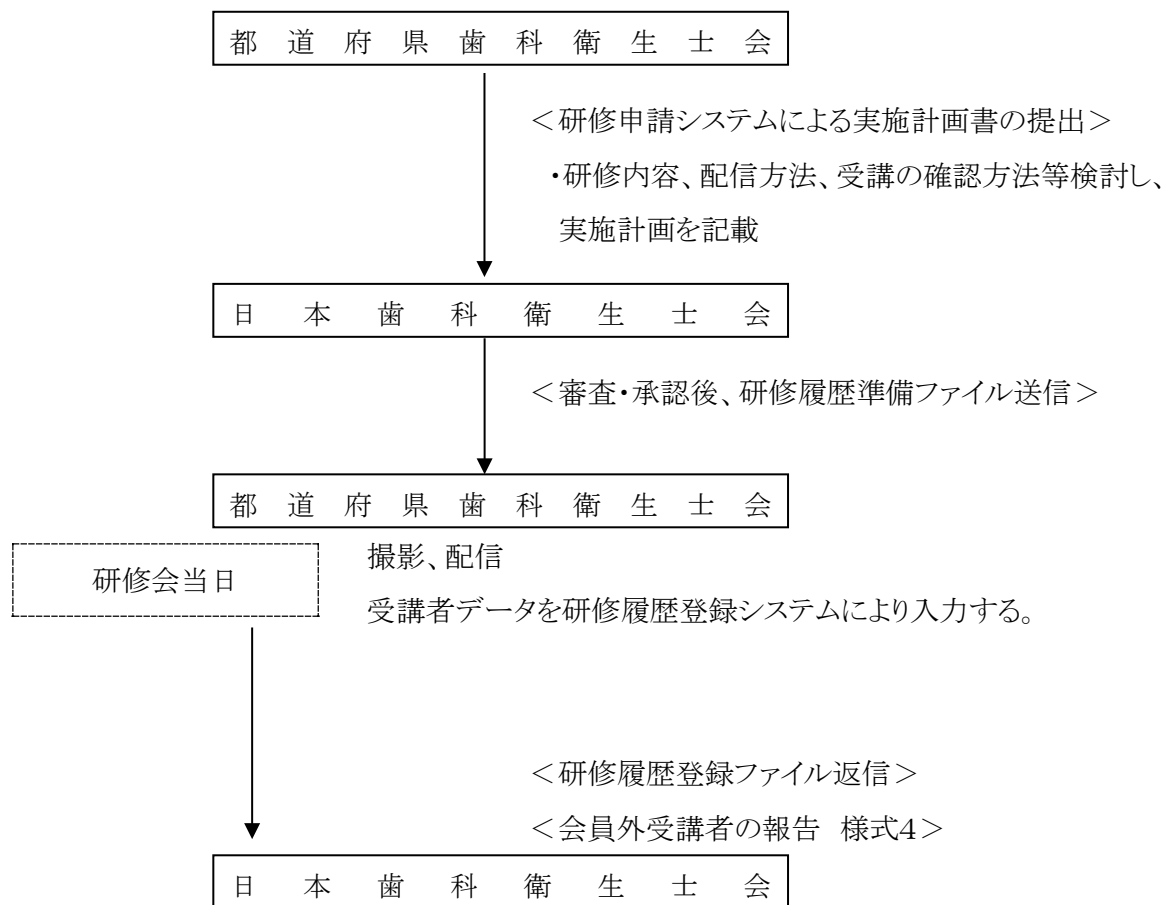 都道府県歯科衛生士会
＜研修申請システムによる実施計画書の提出＞
・研修内容、配信方法、受講の確認方法等検討し、
実施計画を記載
日本歯科衛生士会
＜審査・承認後、研修履歴準備ファイル送信＞
都道府県歯科衛生士会
研修会当日
撮影、配信
受講者データを研修履歴登録システムにより入力する。
＜研修履歴登録ファイル返信＞
＜会員外受講者の報告　様式4＞
日本歯科衛生士会